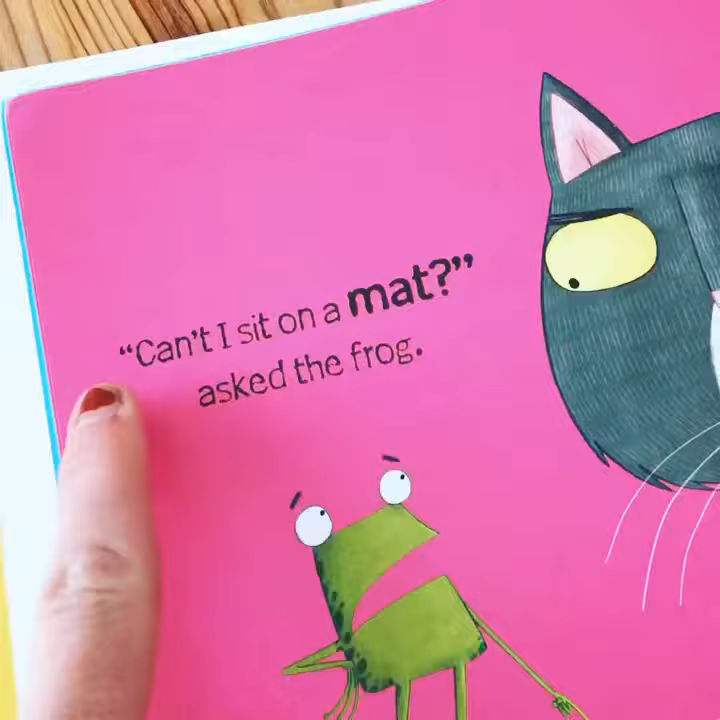 “Can’t I sit on a mat?”
asked the frog.